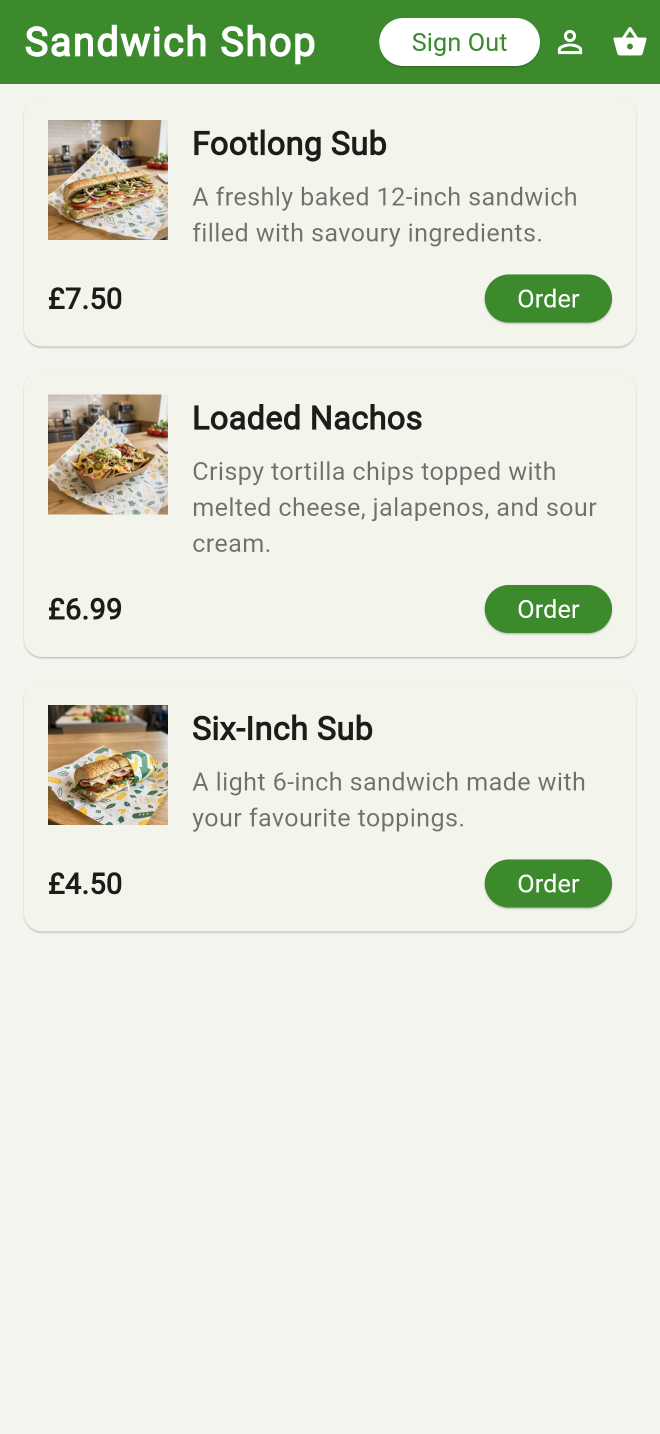 Sandwich Shop
Sign Out
Footlong Sub
A freshly baked 12-inch sandwich
filled with savoury ingredients.
£7.50
Order
Loaded Nachos
Crispy tortilla chips topped with
melted cheese, jalapenos, and sour
cream.
£6.99
Order
Six-Inch Sub
A light 6-inch sandwich made with
your favourite toppings.
£4.50
Order